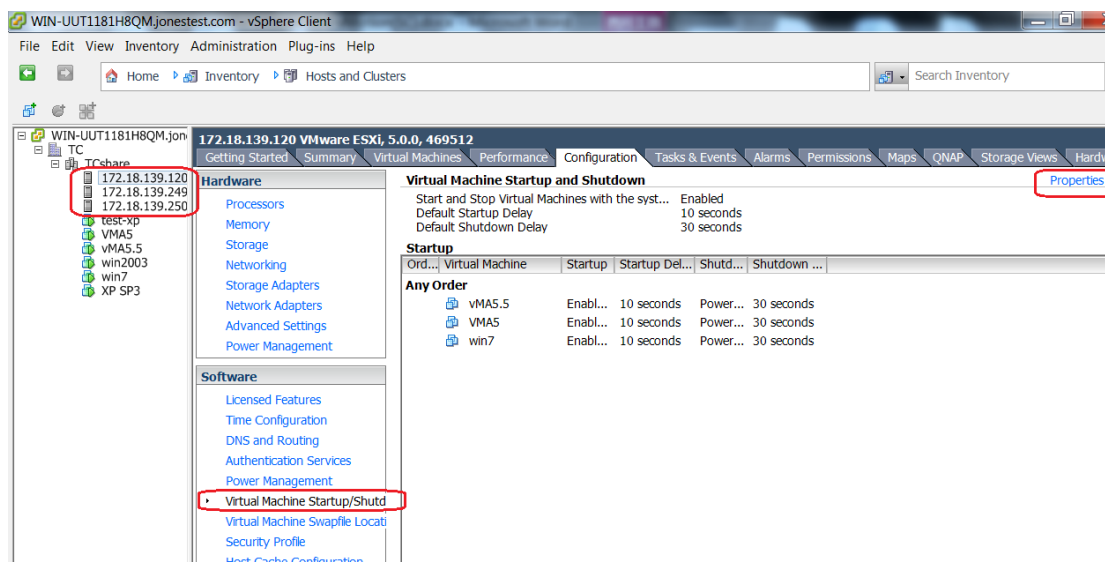 WIN-UUT1181H8QM.jonestest.com - vSphere Client
File Edit View Inventory Administration Plug-ins Help
Home Inventory Hosts and Clusters
Search Inventory
WIN-UUT1181H8QM.jon
TC
TCshare
172.18.139.120
172.18.139.249
172.18.139.250
test-xp
VMA5
vMA5.5
win2003
win7
XP SP3
172.18.139.120 VMware ESXi, 5.0.0, 469512
Getting Started Summary Virtual Machines Performance Configuration Tasks & Events Alarms Permissions Maps QNAP Storage Views Hardw
Hardware
Processors
Memory
Storage
Networking
Storage Adapters
Network Adapters
Advanced Settings
Power Management
Software
Licensed Features
Time Configuration
DNS and Routing
Authentication Services
Power Management
Virtual Machine Startup/Shutd
Virtual Machine Swapfile Locati
Security Profile
Host Cache Configuration
Virtual Machine Startup and Shutdown
Properties
Start and Stop Virtual Machines with the syst... Enabled
Default Startup Delay 10 seconds
Default Shutdown Delay 30 seconds
Startup
Ord... Virtual Machine Startup Startup Del... Shutd... Shutdown ...
Any Order
vMA5.5 Enabl... 10 seconds Power... 30 seconds
VMA5 Enabl... 10 seconds Power... 30 seconds
win7 Enabl... 10 seconds Power... 30 seconds